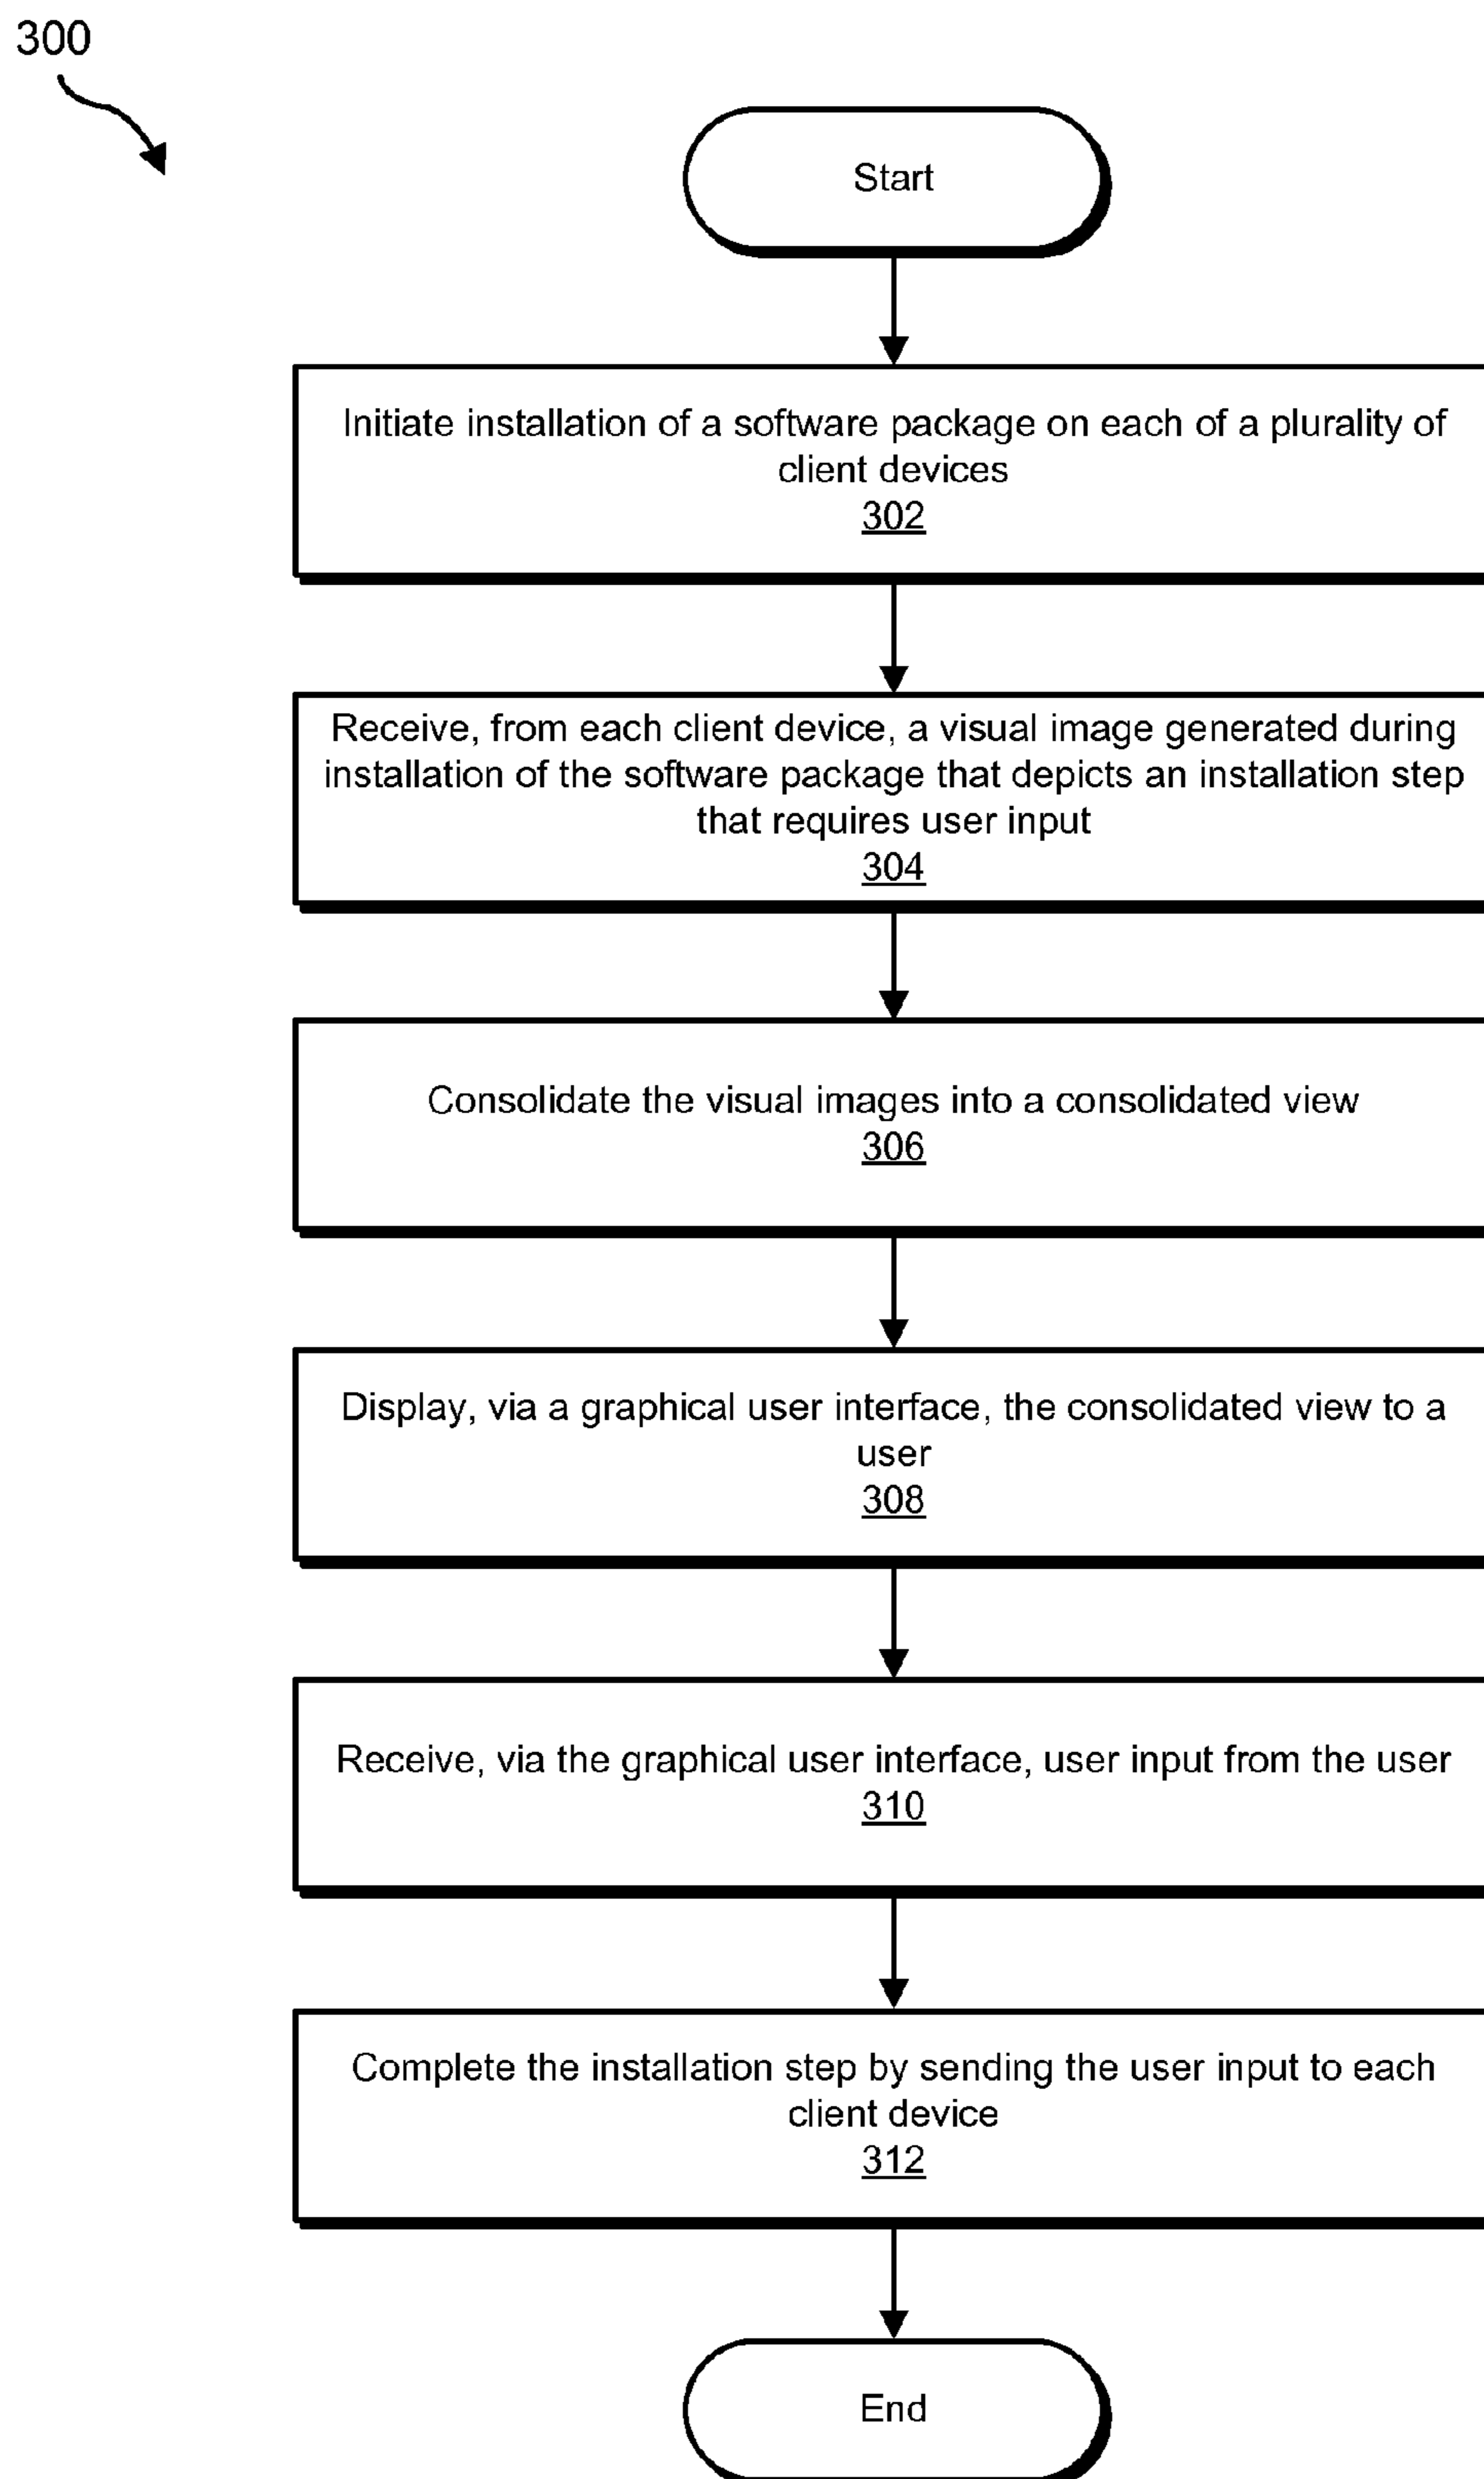 300
Start
Initiate installation of a software package on each of a plurality of
client devices
302
Receive, from each client device, a visual image generated during
installation of the software package that depicts an installation step
that requires user input
304
Consolidate the visual images into a consolidated view
306
Display, via a graphical user interface, the consolidated view to a
user
308
Receive, via the graphical user interface, user input from the user
310
Complete the installation step by sending the user input to each
client device
312
End